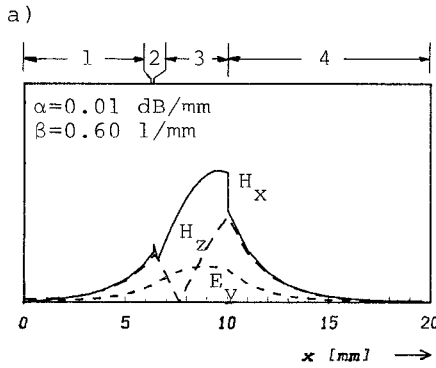 a)
1 2 3 4
α=0.01 dB/mm
β=0.60 1/mm
H_x
H_z
E_y
0 5 10 15 20
x [mm]